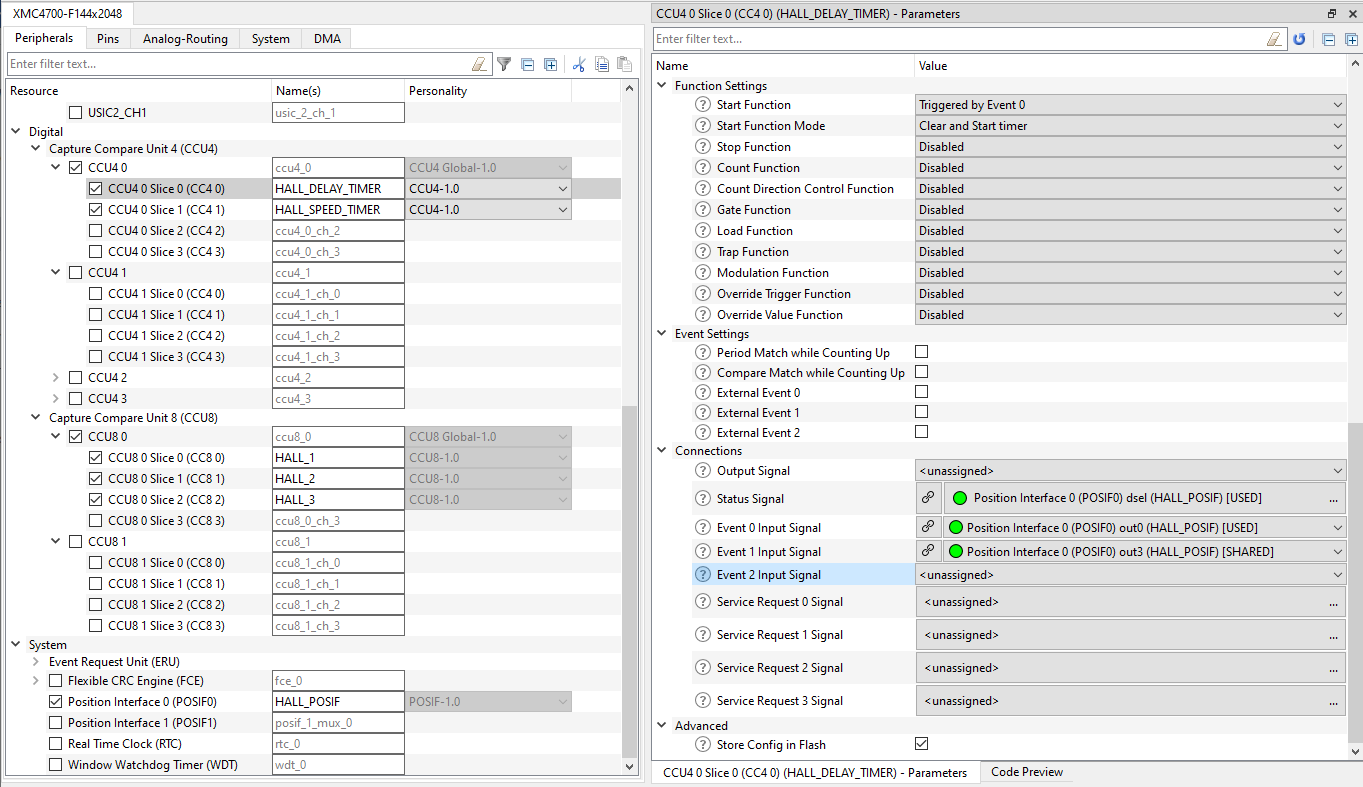 XMC4700-F144x2048
Peripherals Pins Analog-Routing System DMA
Enter filter text...
Resource Name(s) Personality
USIC2_CH1 usic_2_ch_1
Digital
Capture Compare Unit 4 (CCU4)
CCU4 0 ccu4_0 CCU4 Global-1.0
CCU4 0 Slice 0 (CC4 0) HALL_DELAY_TIMER CCU4-1.0
CCU4 0 Slice 1 (CC4 1) HALL_SPEED_TIMER CCU4-1.0
CCU4 0 Slice 2 (CC4 2) ccu4_0_ch_2
CCU4 0 Slice 3 (CC4 3) ccu4_0_ch_3
CCU4 1 ccu4_1
CCU4 1 Slice 0 (CC4 0) ccu4_1_ch_0
CCU4 1 Slice 1 (CC4 1) ccu4_1_ch_1
CCU4 1 Slice 2 (CC4 2) ccu4_1_ch_2
CCU4 1 Slice 3 (CC4 3) ccu4_1_ch_3
CCU4 2 ccu4_2
CCU4 3 ccu4_3
Capture Compare Unit 8 (CCU8)
CCU8 0 ccu8_0 CCU8 Global-1.0
CCU8 0 Slice 0 (CC8 0) HALL_1 CCU8-1.0
CCU8 0 Slice 1 (CC8 1) HALL_2 CCU8-1.0
CCU8 0 Slice 2 (CC8 2) HALL_3 CCU8-1.0
CCU8 0 Slice 3 (CC8 3) ccu8_0_ch_3
CCU8 1 ccu8_1
CCU8 1 Slice 0 (CC8 0) ccu8_1_ch_0
CCU8 1 Slice 1 (CC8 1) ccu8_1_ch_1
CCU8 1 Slice 2 (CC8 2) ccu8_1_ch_2
CCU8 1 Slice 3 (CC8 3) ccu8_1_ch_3
System
Event Request Unit (ERU)
Flexible CRC Engine (FCE) fce_0
Position Interface 0 (POSIF0) HALL_POSIF POSIF-1.0
Position Interface 1 (POSIF1) posif_1_mux_0
Real Time Clock (RTC) rtc_0
Window Watchdog Timer (WDT) wdt_0
CCU4 0 Slice 0 (CC4 0) (HALL_DELAY_TIMER) - Parameters
Enter filter text...
Name Value
Function Settings
Start Function Triggered by Event 0
Start Function Mode Clear and Start timer
Stop Function Disabled
Count Function Disabled
Count Direction Control Function Disabled
Gate Function Disabled
Load Function Disabled
Trap Function Disabled
Modulation Function Disabled
Override Trigger Function Disabled
Override Value Function Disabled
Event Settings
Period Match while Counting Up
Compare Match while Counting Up
External Event 0
External Event 1
External Event 2
Connections
Output Signal <unassigned>
Status Signal Position Interface 0 (POSIF0) dsel (HALL_POSIF) [USED] ...
Event 0 Input Signal Position Interface 0 (POSIF0) out0 (HALL_POSIF) [USED]
Event 1 Input Signal Position Interface 0 (POSIF0) out3 (HALL_POSIF) [SHARED]
Event 2 Input Signal <unassigned>
Service Request 0 Signal <unassigned> ...
Service Request 1 Signal <unassigned> ...
Service Request 2 Signal <unassigned> ...
Service Request 3 Signal <unassigned> ...
Advanced
Store Config in Flash
CCU4 0 Slice 0 (CC4 0) (HALL_DELAY_TIMER) - Parameters Code Preview